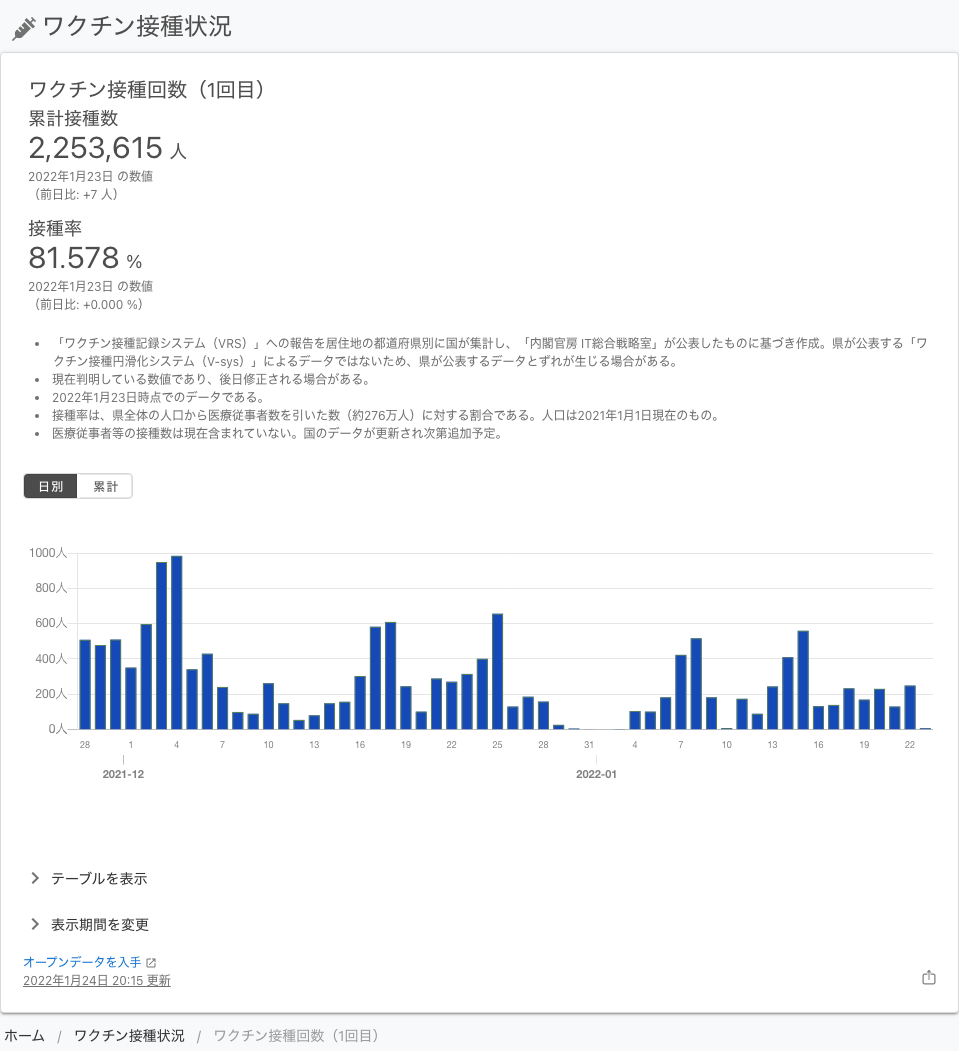 ワクチン接種状況
ワクチン接種回数（1回目）
累計接種数
2,253,615 人
2022年1月23日 の数値
（前日比: +7 人）
接種率
81.578 %
2022年1月23日 の数値
（前日比: +0.000 %）
• 「ワクチン接種記録システム（VRS）」への報告を居住地の都道府県別に国が集計し、「内閣官房 IT総合戦略室」が公表したものに基づき作成。県が公表する「ワ
クチン接種円滑化システム（V-sys）」によるデータではないため、県が公表するデータとずれが生じる場合がある。
• 現在判明している数値であり、後日修正される場合がある。
• 2022年1月23日時点でのデータである。
• 接種率は、県全体の人口から医療従事者数を引いた数（約276万人）に対する割合である。人口は2021年1月1日現在のもの。
• 医療従事者等の接種数は現在含まれていない。国のデータが更新され次第追加予定。
日別 累計
1000人
800人
600人
400人
200人
0人
28 1 4 7 10 13 16 19 22 25 28 31 4 7 10 13 16 19 22
2021-12 2022-01
テーブルを表示
表示期間を変更
オープンデータを入手
2022年1月24日 20:15 更新
ホーム / ワクチン接種状況 / ワクチン接種回数（1回目）